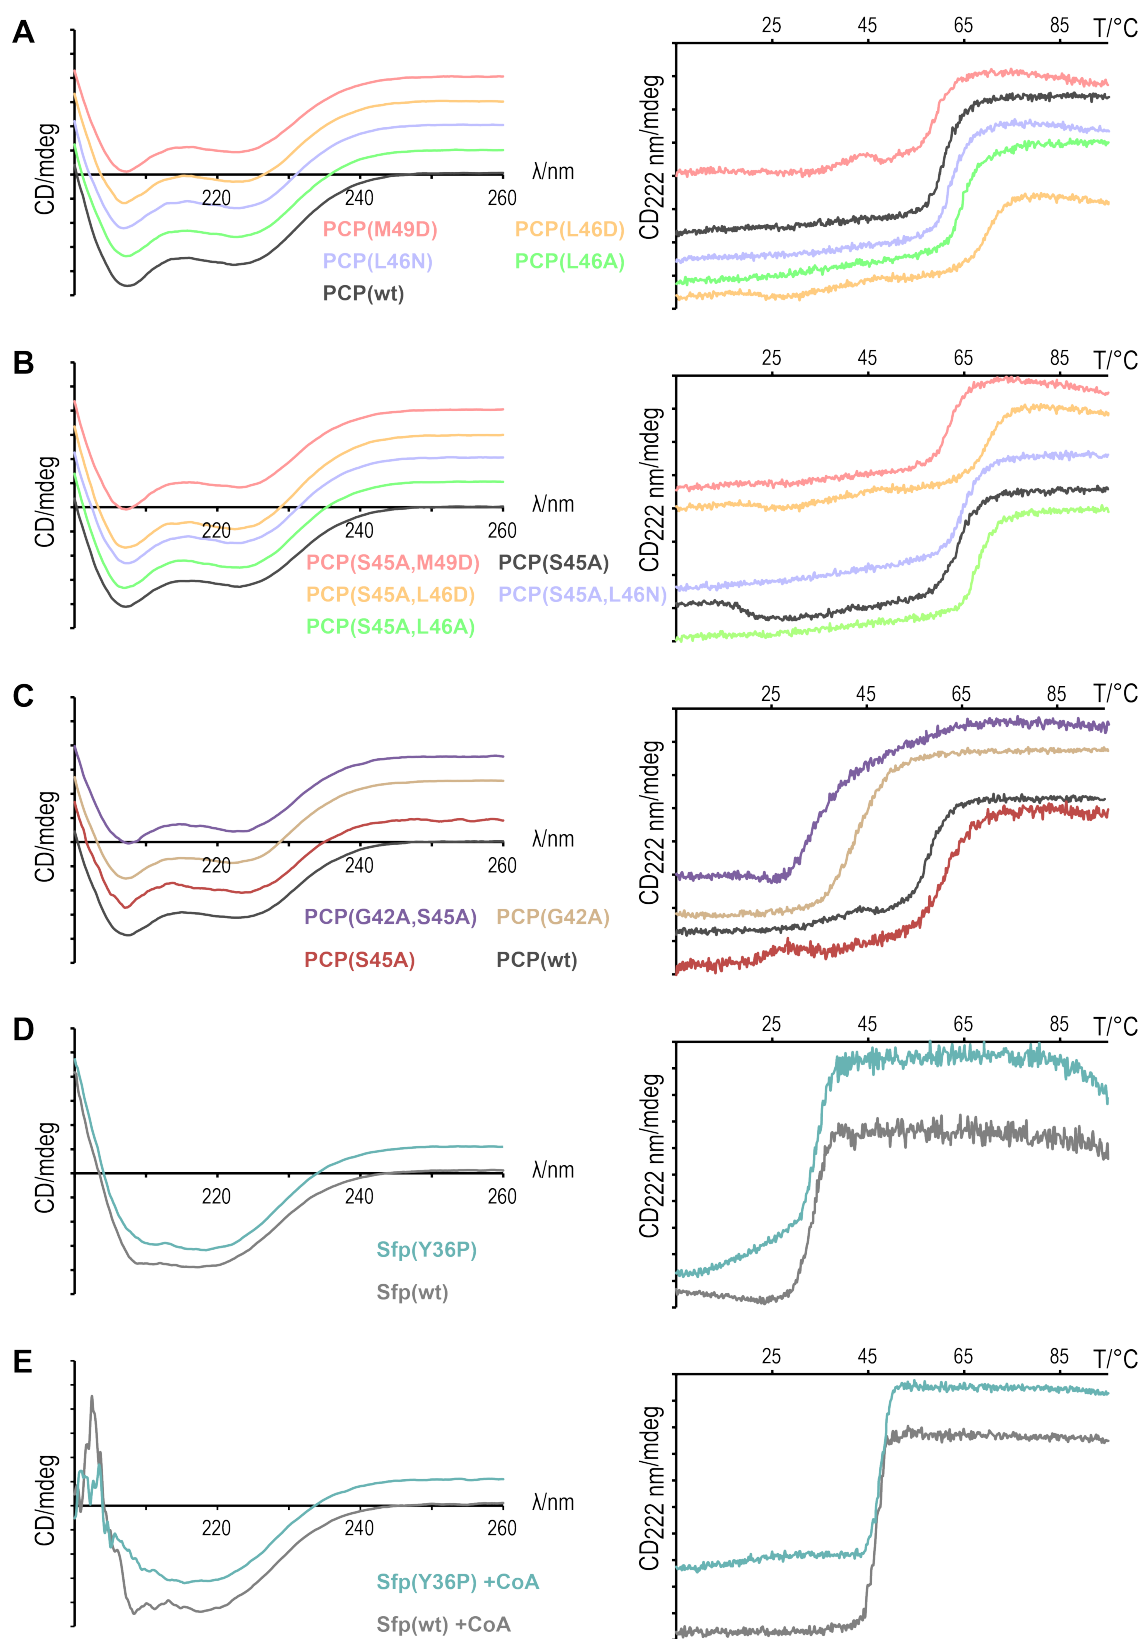 A
25 45 65 85 T/°C
CD/mdeg
CD222 nm/mdeg
λ/nm
220 240 260
PCP(M49D) PCP(L46D)
PCP(L46N) PCP(L46A)
PCP(wt)
B
25 45 65 85 T/°C
CD/mdeg
CD222 nm/mdeg
λ/nm
220 240 260
PCP(S45A,M49D) PCP(S45A)
PCP(S45A,L46D) PCP(S45A,L46N)
PCP(S45A,L46A)
C
25 45 65 85 T/°C
CD/mdeg
CD222 nm/mdeg
λ/nm
220 240 260
PCP(G42A,S45A) PCP(G42A)
PCP(S45A) PCP(wt)
D
25 45 65 85 T/°C
CD/mdeg
CD222 nm/mdeg
λ/nm
220 240 260
Sfp(Y36P)
Sfp(wt)
E
25 45 65 85 T/°C
CD/mdeg
CD222 nm/mdeg
λ/nm
220 240 260
Sfp(Y36P) +CoA
Sfp(wt) +CoA